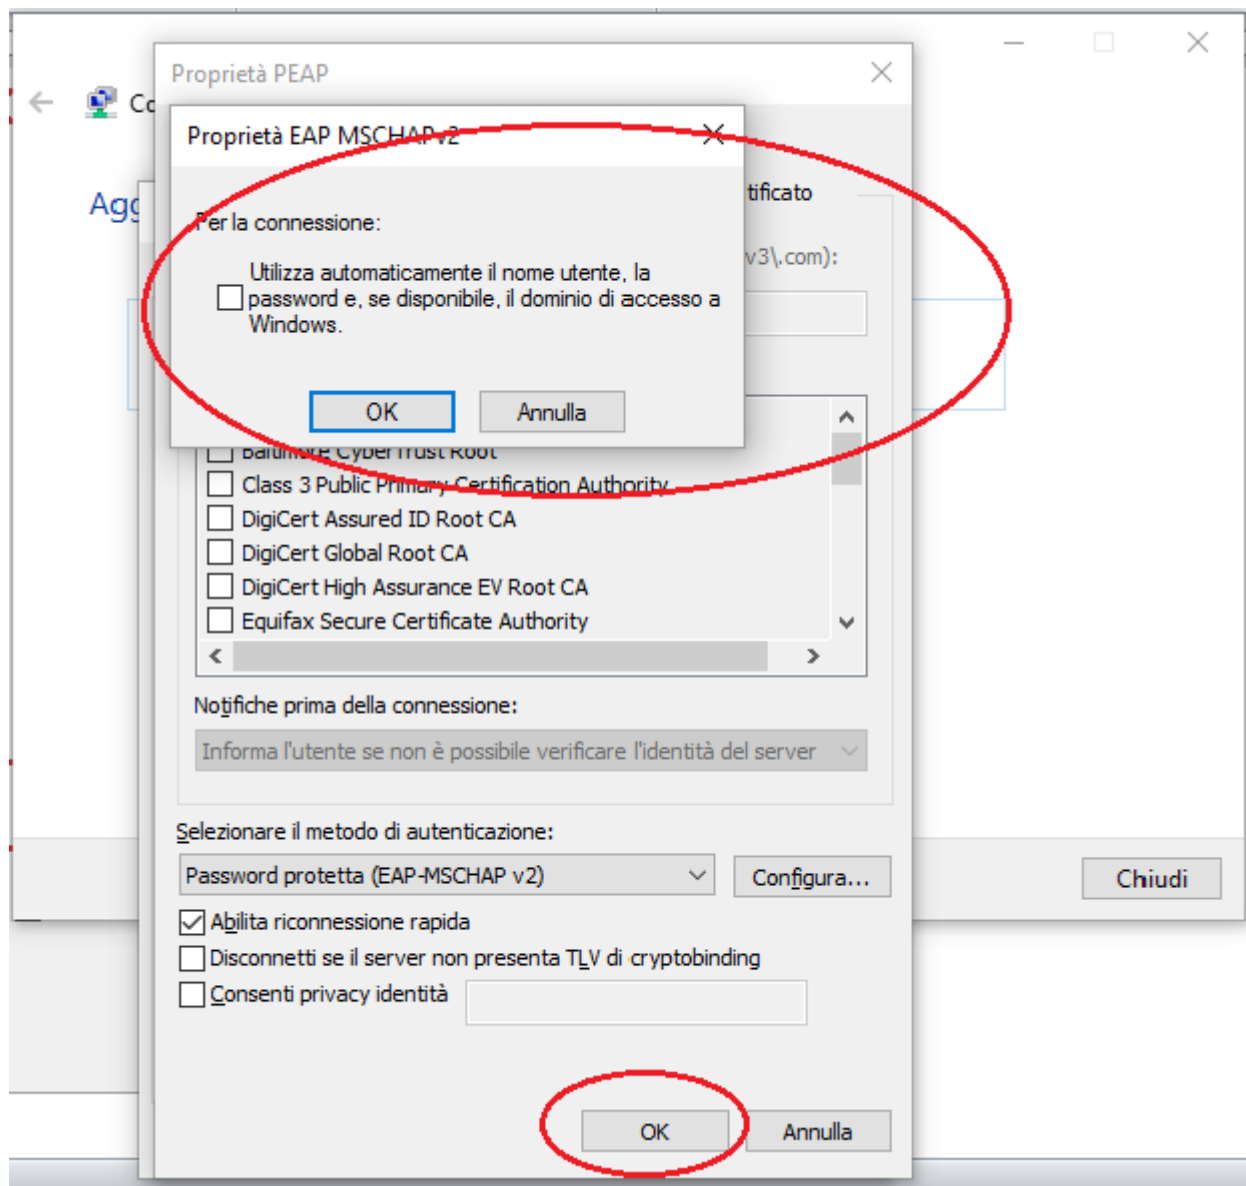 Proprietà PEAP
Co
Proprietà EAP MSCHAPv2
Agg
tificato
Per la connessione:
v3\.com):
Utilizza automaticamente il nome utente, la
password e, se disponibile, il dominio di accesso a
Windows.
OK
Annulla
Baltimore CyberTrust Root
Class 3 Public Primary Certification Authority
DigiCert Assured ID Root CA
DigiCert Global Root CA
DigiCert High Assurance EV Root CA
Equifax Secure Certificate Authority
Notifiche prima della connessione:
Informa l'utente se non è possibile verificare l'identità del server
Selezionare il metodo di autenticazione:
Password protetta (EAP-MSCHAP v2)
Configura...
Chiudi
Abilita riconnessione rapida
Disconnetti se il server non presenta TLV di cryptobinding
Consenti privacy identità
OK
Annulla